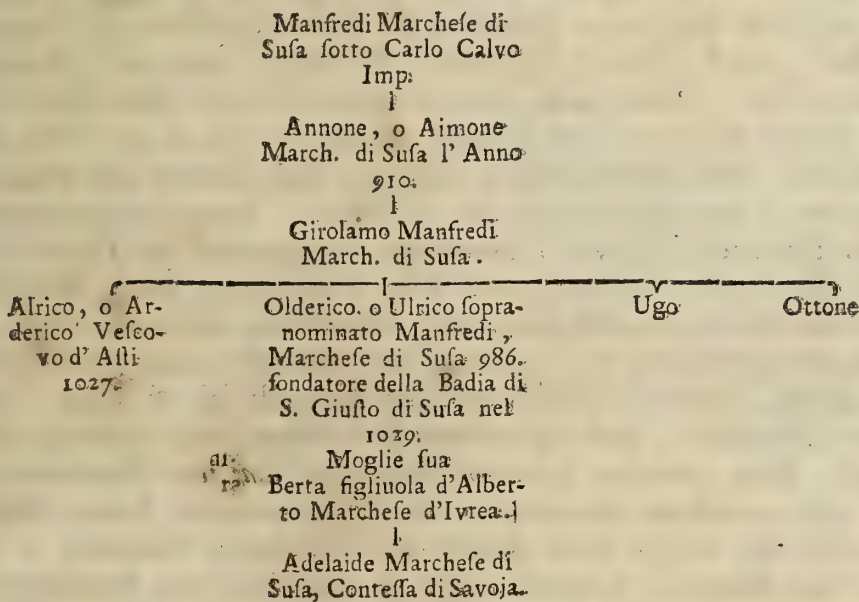 Manfredi Marcheſe di
Suſa ſotto Carlo Calvo
Imp.
Annone, o Aimone
March. di Suſa l' Anno
910.
Girolamo Manfredi
March. di Suſa.
Alrico, o Ar-
derico Veſco-
vo d' Aſti
1027.
Olderico. o Ulrico ſopra-
nominato Manfredi,
Marcheſe di Suſa 986.
fondatore della Badia di
S. Giuſto di Suſa nel
1029.
Moglie ſua
Berta figliuola d'Alber-
to Marcheſe d'Ivrea.
Adelaide Marcheſe di
Suſa, Conteſſa di Savoja.
Ugo
Ottone